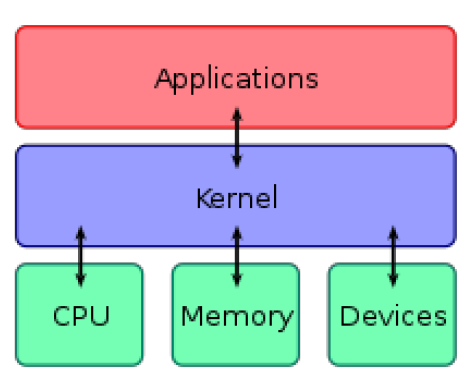 Applications
Kernel
CPU
Memory
Devices